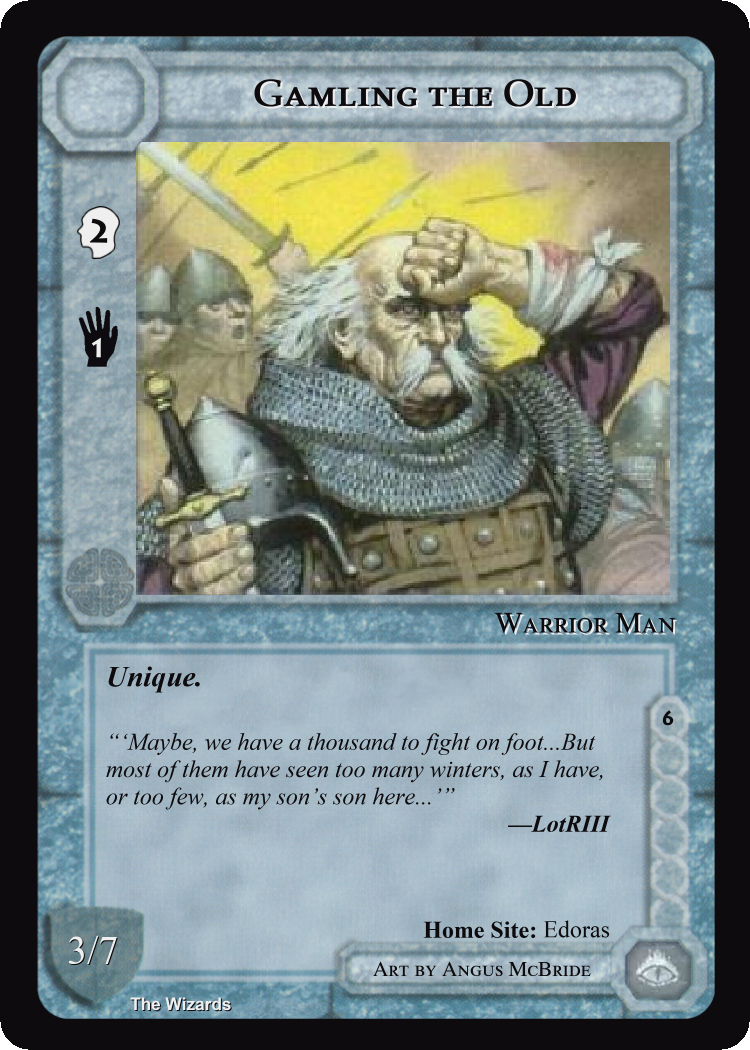 Gamling the Old
2
1
Warrior Man
Unique.
6
“‘Maybe, we have a thousand to fight on foot...But
most of them have seen too many winters, as I have,
or too few, as my son’s son here...’”
—LotRIII
Home Site: Edoras
3/7
Art by Angus McBride
The Wizards